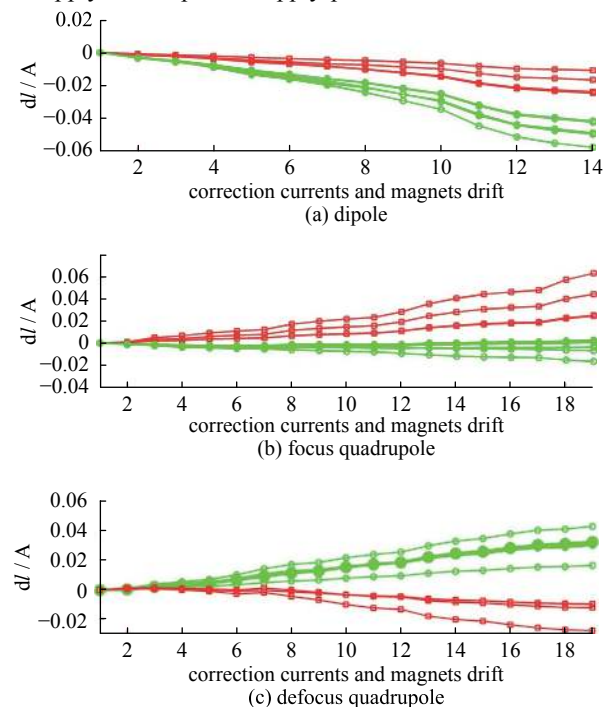 0.02
0
−0.02
−0.04
−0.06
dI / A
2 4 6 8 10 12 14
correction currents and magnets drift
(a) dipole
0.06
0.04
0.02
0
−0.02
−0.04
dI / A
2 4 6 8 10 12 14 16 18
correction currents and magnets drift
(b) focus quadrupole
0.06
0.04
0.02
0
−0.02
dI / A
2 4 6 8 10 12 14 16 18
correction currents and magnets drift
(c) defocus quadrupole